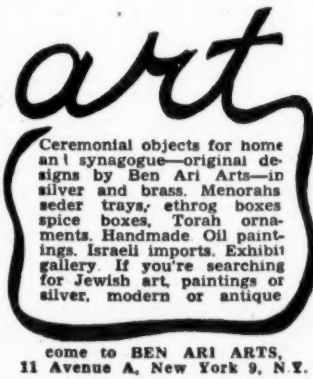 art
Ceremonial objects for home
and synagogue—original de-
signs by Ben Ari Arts—in
silver and brass. Menorahs
seder trays, ethrog boxes
spice boxes, Torah orna-
ments. Handmade Oil paint-
ings. Israeli imports. Exhibit
gallery. If you're searching
for Jewish art, paintings or
silver, modern or antique
come to BEN ARI ARTS,
11 Avenue A, New York 9, N.Y.